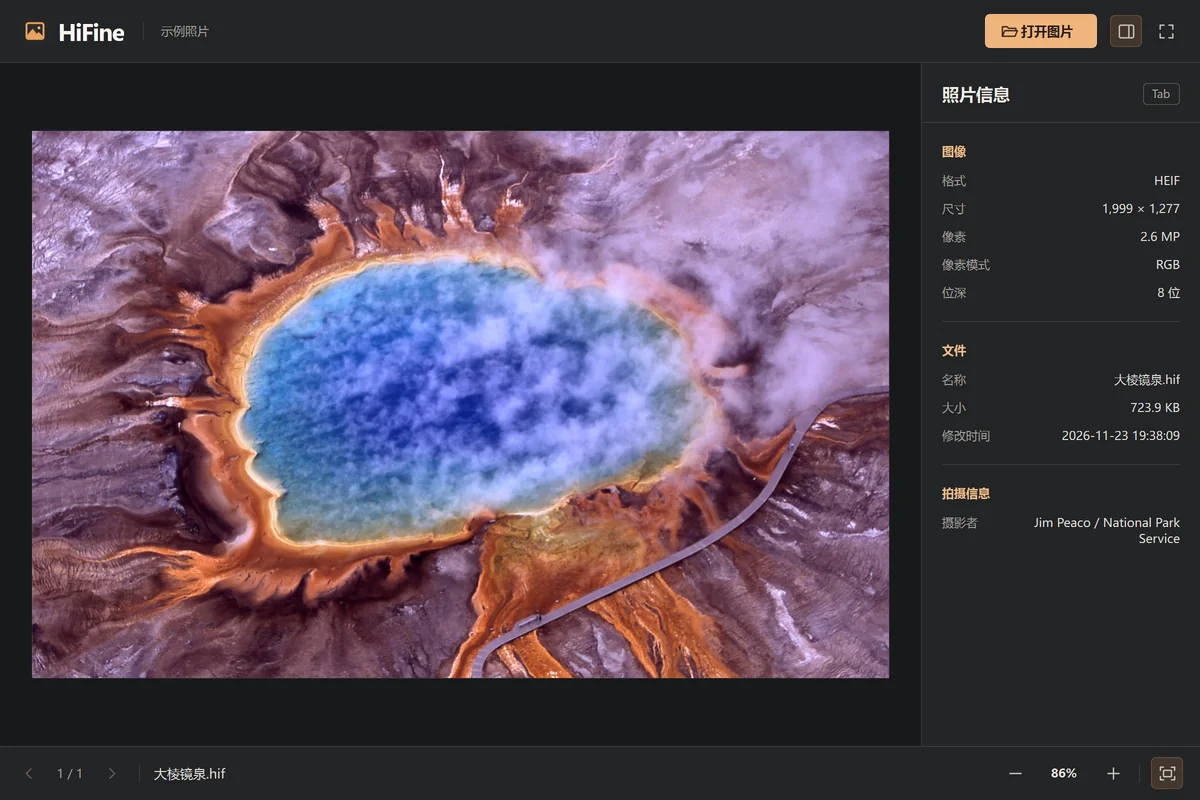 HiFine
示例照片
打开图片
照片信息
Tab
图像
格式 HEIF
尺寸 1,999 × 1,277
像素 2.6 MP
像素模式 RGB
位深 8 位
文件
名称 大棱镜泉.hif
大小 723.9 KB
修改时间 2026-11-23 19:38:09
拍摄信息
摄影者 Jim Peaco / National Park
Service
1 / 1
大棱镜泉.hif
86%